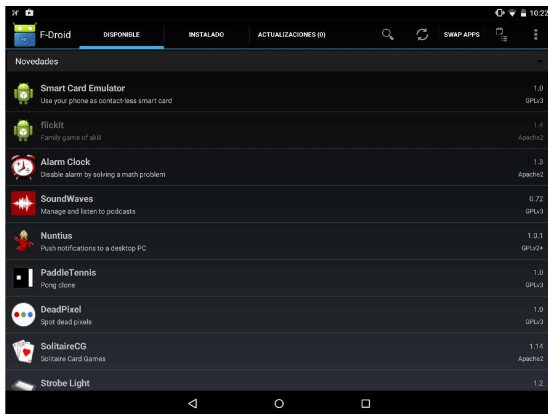 24° 10:22
F-Droid DISPONIBLE INSTALADO ACTUALIZACIONES (0) SWAP APPS
Novedades
Smart Card Emulator 1.0
Use your phone as contact-less smart card GPLv3
flickit 1.4
Family game of skill Apache2
Alarm Clock 1.3
Disable alarm by solving a math problem Apache2
SoundWaves 0.72
Manage and listen to podcasts GPLv3
Nuntius 1.0.1
Push notifications to a desktop PC GPLv2+
PaddleTennis 1.0
Pong clone GPLv3
DeadPixel 1.0
Spot dead pixels GPLv3
SolitaireCG 1.14
Solitaire Card Games Apache2
Strobe Light 1.2